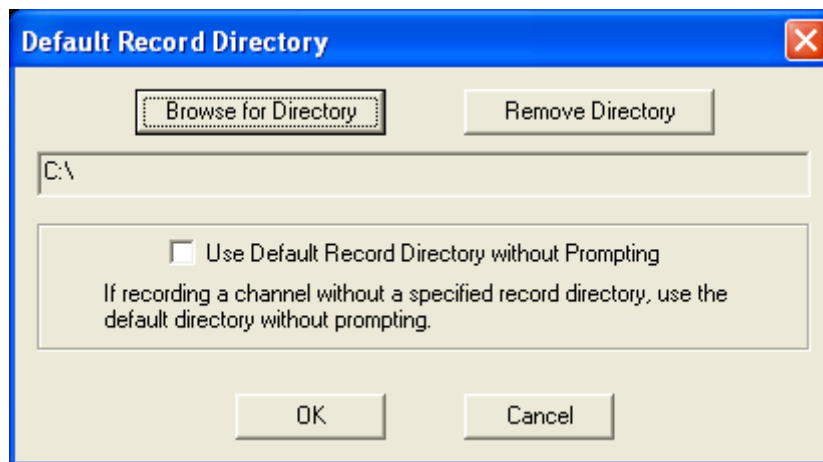 Default Record Directory
Browse for Directory
Remove Directory
C:\
Use Default Record Directory without Prompting
If recording a channel without a specified record directory, use the
default directory without prompting.
OK
Cancel